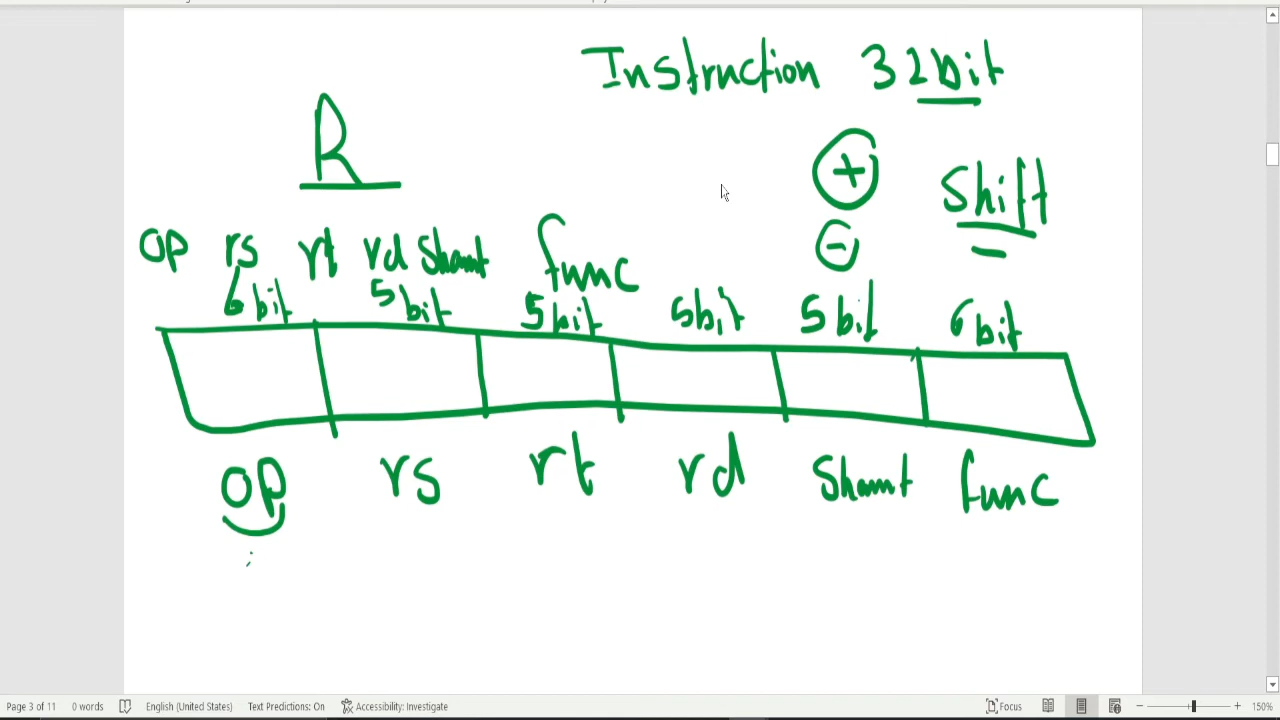 Instruction 32bit
R
+
Shift
-
op rs rt rd Shamt func
6bit 5bit 5bit 5bit 5bit 6bit
op rs rt rd Shamt func
Page 3 of 11 0 words English (United States) Text Predictions: On Accessibility: Investigate Focus 150%